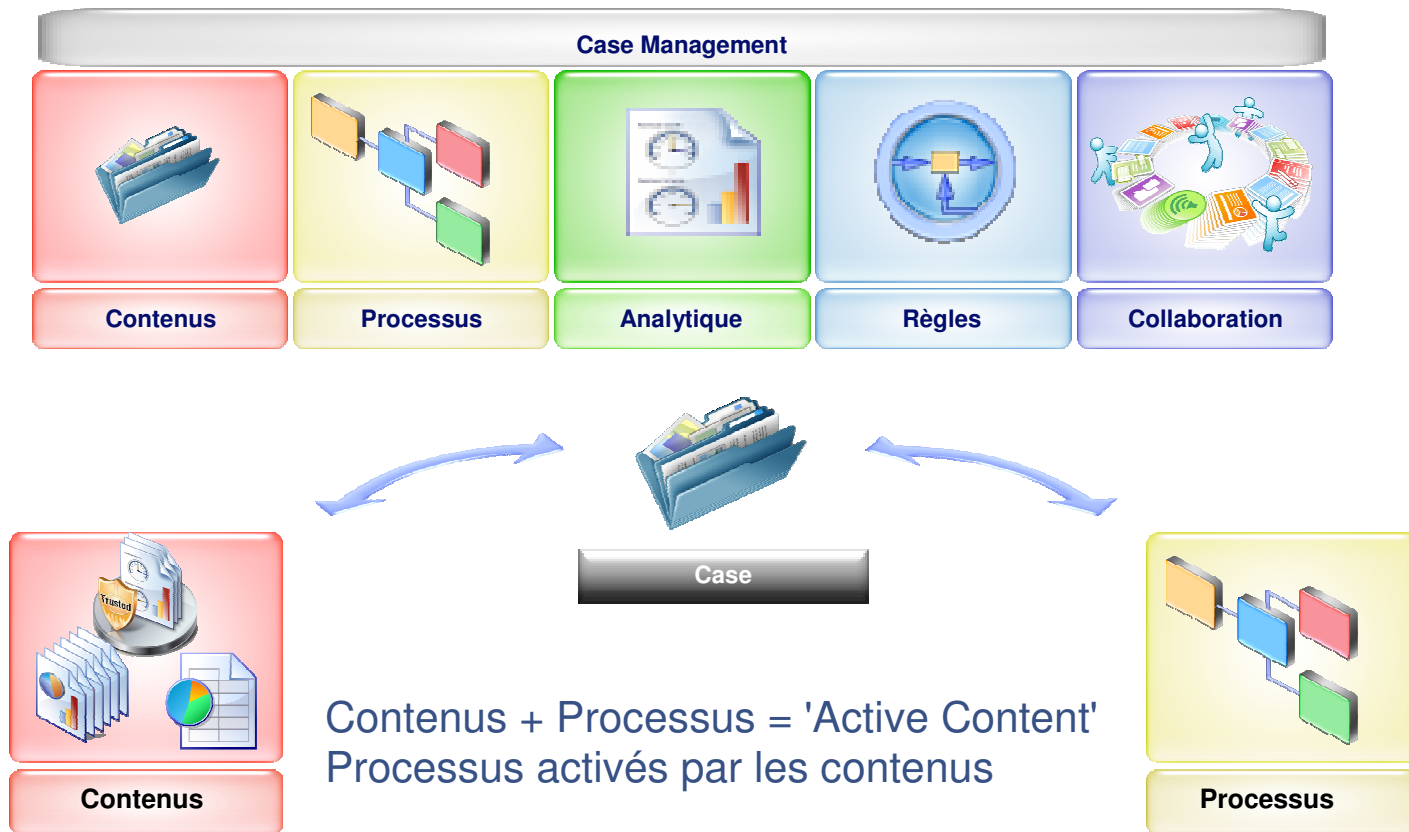 Case Management
Contenus
Processus
Analytique
Règles
Collaboration
Case
Trusted
Contenus + Processus = 'Active Content'
Processus activés par les contenus
Contenus
Processus